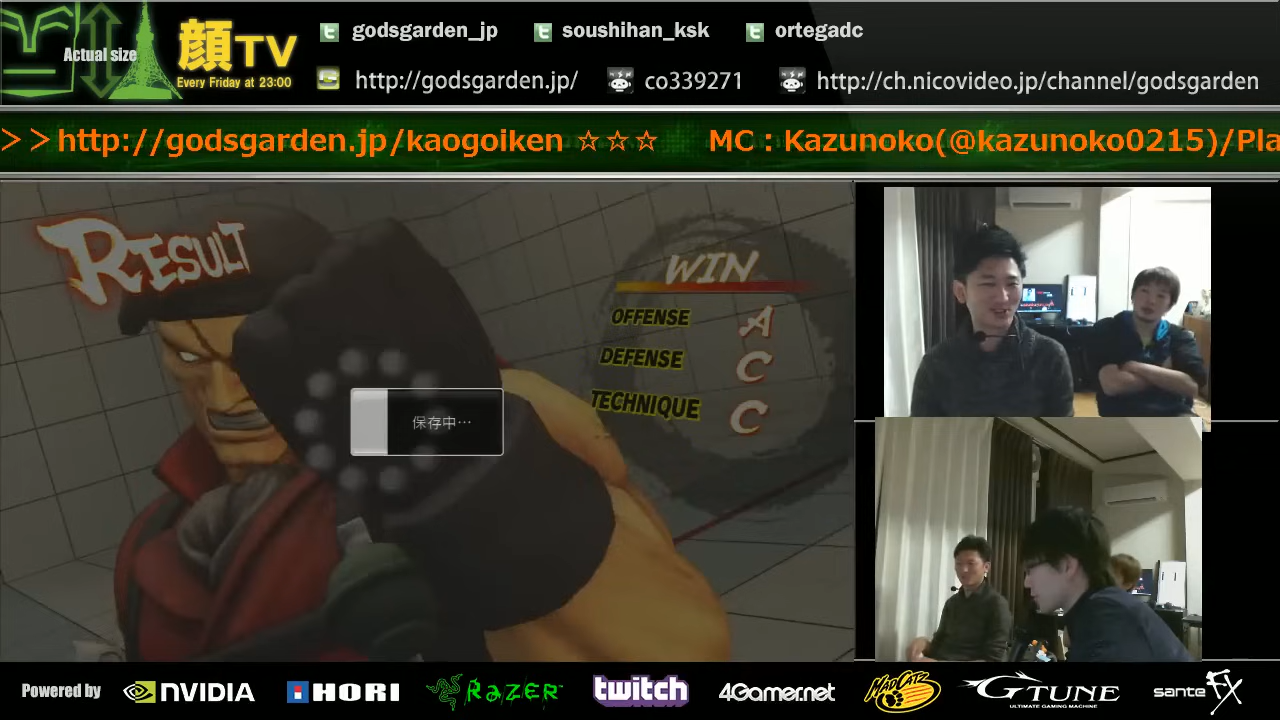 Actual size
顔TV
Every Friday at 23:00
godsgarden_jp
soushihan_ksk
ortegadc
http://godsgarden.jp/
co339271
http://ch.nicovideo.jp/channel/godsgarden
>>http://godsgarden.jp/kaogoiken ☆☆☆ MC : Kazunoko(@kazunoko0215)/Pla
RESULT
WIN
OFFENSE A
DEFENSE C
TECHNIQUE C
保存中…
Powered by
NVIDIA
HORI
RAZER
twitch
4Gamer.net
MAD CATZ
G TUNE
ULTIMATE GAMING MACHINE
sante FX